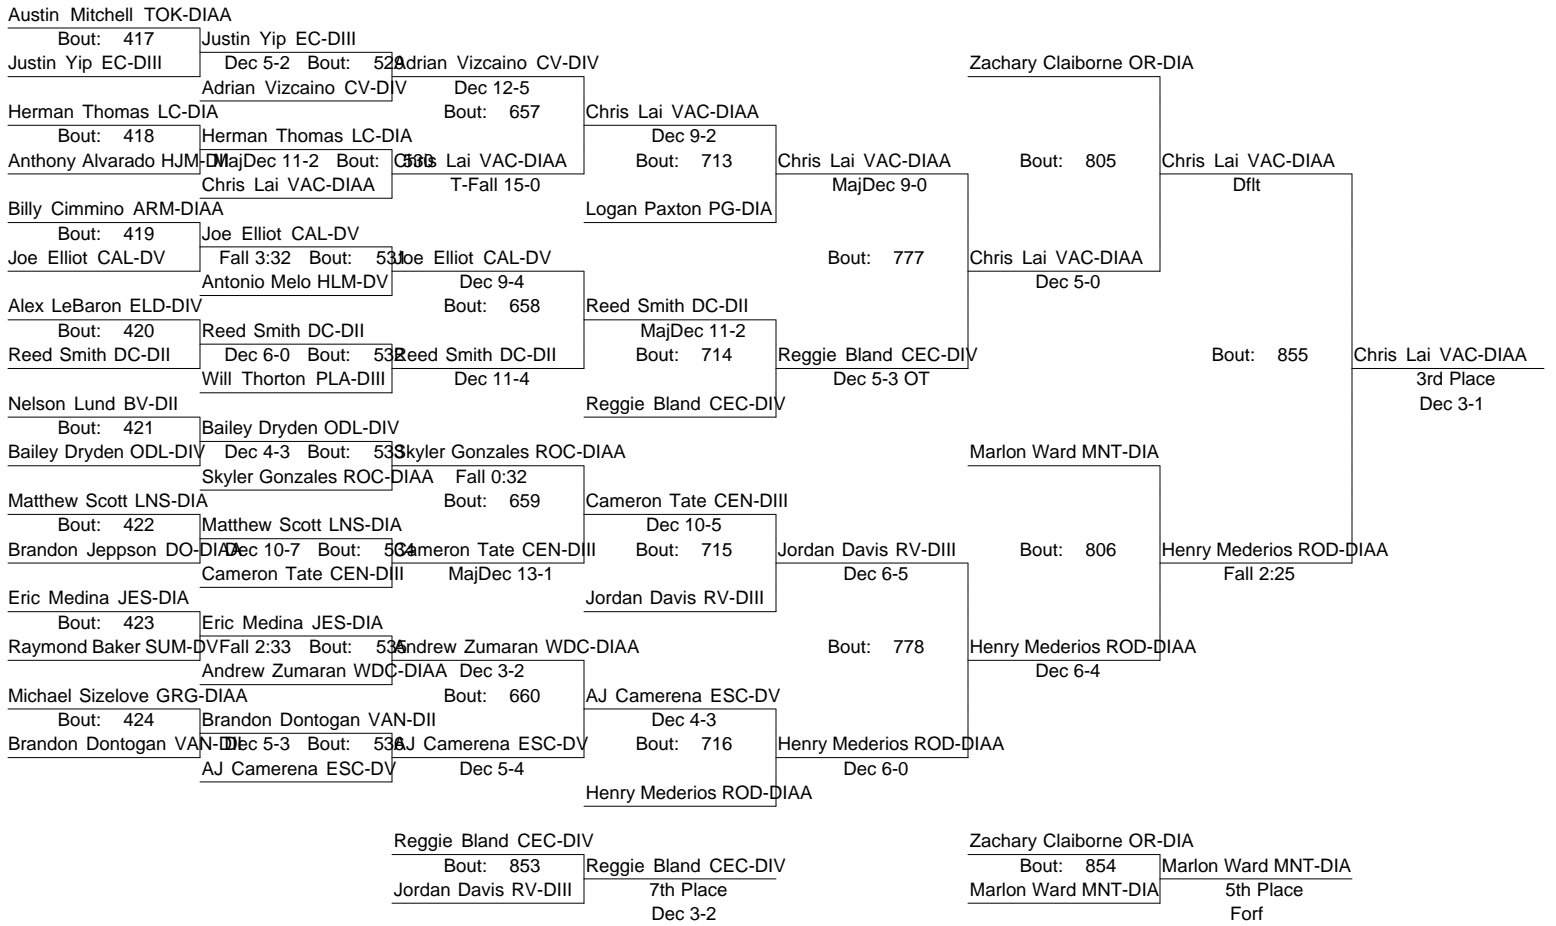 Austin Mitchell TOK-DIAA
Bout: 417 Justin Yip EC-DIII
Justin Yip EC-DIII Dec 5-2 Bout: 529 Adrian Vizcaino CV-DIV Zachary Claiborne OR-DIA
Adrian Vizcaino CV-DIV Dec 12-5
Herman Thomas LC-DIA Bout: 657 Chris Lai VAC-DIAA
Bout: 418 Herman Thomas LC-DIA Dec 9-2
Anthony Alvarado HJM-DII MajDec 11-2 Bout: 530 Chris Lai VAC-DIAA Bout: 713 Chris Lai VAC-DIAA Bout: 805 Chris Lai VAC-DIAA
Chris Lai VAC-DIAA T-Fall 15-0 MajDec 9-0 Dflt
Billy Cimmino ARM-DIAA Logan Paxton PG-DIA
Bout: 419 Joe Elliot CAL-DV
Joe Elliot CAL-DV Fall 3:32 Bout: 531 Joe Elliot CAL-DV Bout: 777 Chris Lai VAC-DIAA
Antonio Melo HLM-DV Dec 9-4 Dec 5-0
Alex LeBaron ELD-DIV Bout: 658 Reed Smith DC-DII
Bout: 420 Reed Smith DC-DII MajDec 11-2
Reed Smith DC-DII Dec 6-0 Bout: 532 Reed Smith DC-DII Bout: 714 Reggie Bland CEC-DIV Bout: 855 Chris Lai VAC-DIAA
Will Thorton PLA-DIII Dec 11-4 Dec 5-3 OT 3rd Place
Nelson Lund BV-DII Reggie Bland CEC-DIV Dec 3-1
Bout: 421 Bailey Dryden ODL-DIV
Bailey Dryden ODL-DIV Dec 4-3 Bout: 533 Skyler Gonzales ROC-DIAA Marlon Ward MNT-DIA
Skyler Gonzales ROC-DIAA Fall 0:32
Matthew Scott LNS-DIA Bout: 659 Cameron Tate CEN-DIII
Bout: 422 Matthew Scott LNS-DIA Dec 10-5
Brandon Jeppson DO-DIAA Dec 10-7 Bout: 534 Cameron Tate CEN-DIII Bout: 715 Jordan Davis RV-DIII Bout: 806 Henry Mederios ROD-DIAA
Cameron Tate CEN-DIII MajDec 13-1 Dec 6-5 Fall 2:25
Eric Medina JES-DIA Jordan Davis RV-DIII
Bout: 423 Eric Medina JES-DIA
Raymond Baker SUM-DV Fall 2:33 Bout: 535 Andrew Zumaran WDC-DIAA Bout: 778 Henry Mederios ROD-DIAA
Andrew Zumaran WDC-DIAA Dec 3-2 Dec 6-4
Michael Sizelove GRG-DIAA Bout: 660 AJ Camerena ESC-DV
Bout: 424 Brandon Dontogan VAN-DII Dec 4-3
Brandon Dontogan VAN-DII Dec 5-3 Bout: 536 AJ Camerena ESC-DV Bout: 716 Henry Mederios ROD-DIAA
AJ Camerena ESC-DV Dec 5-4 Dec 6-0
Henry Mederios ROD-DIAA
Reggie Bland CEC-DIV Zachary Claiborne OR-DIA
Bout: 853 Reggie Bland CEC-DIV Bout: 854 Marlon Ward MNT-DIA
Jordan Davis RV-DIII 7th Place Marlon Ward MNT-DIA 5th Place
Dec 3-2 Forf